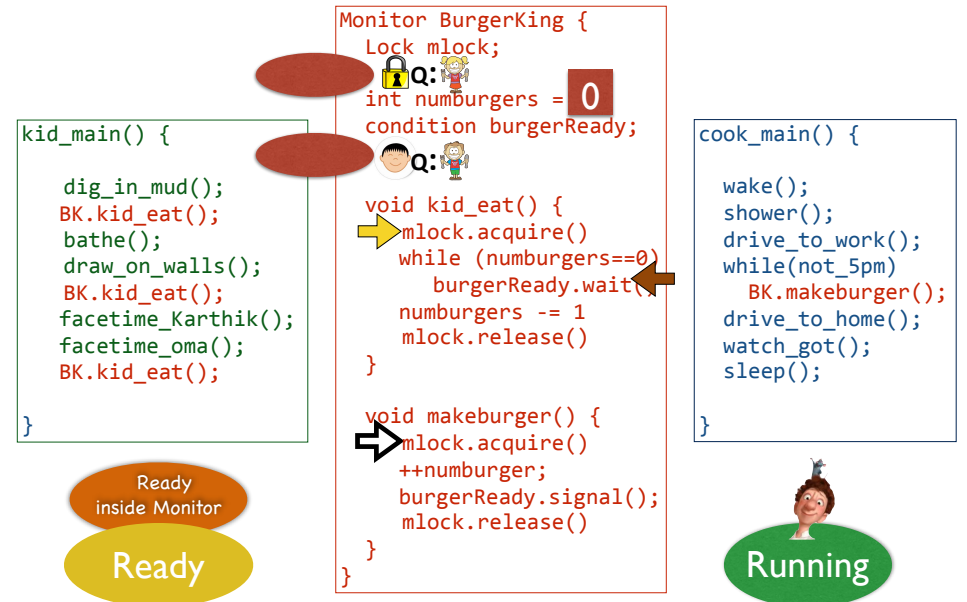 Monitor BurgerKing {
Lock mlock;
Q:
int numburgers = 0
condition burgerReady;
Q:
void kid_eat() {
mlock.acquire()
while (numburgers==0)
burgerReady.wait()
numburgers -= 1
mlock.release()
}
void makeburger() {
mlock.acquire()
++numburger;
burgerReady.signal();
mlock.release()
}
}
kid_main() {
dig_in_mud();
BK.kid_eat();
bathe();
draw_on_walls();
BK.kid_eat();
facetime_Karthik();
facetime_oma();
BK.kid_eat();
}
Ready
inside Monitor
Ready
cook_main() {
wake();
shower();
drive_to_work();
while(not_5pm)
BK.makeburger();
drive_to_home();
watch_got();
sleep();
}
Running